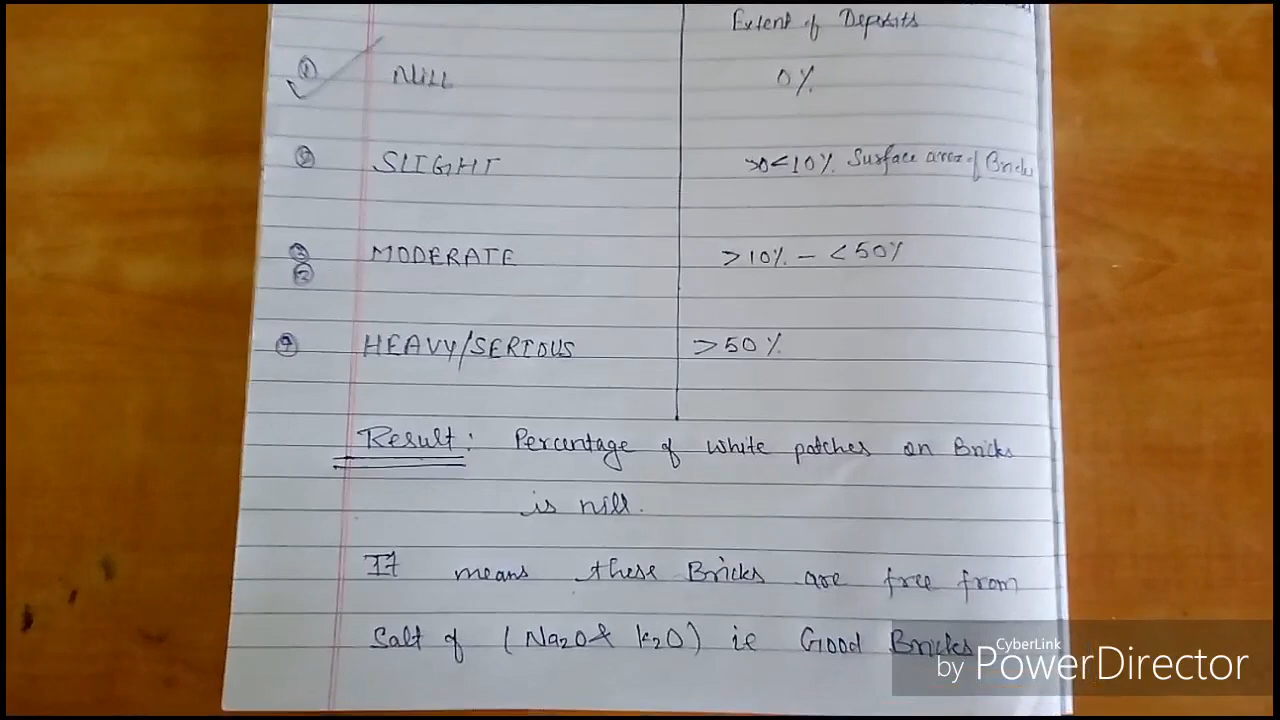 Extent of Deposits
① NILL 0%
② SLIGHT >0<10% Surface area of Bricks
③ MODERATE >10% - <50%
②
④ HEAVY/SERIOUS >50%
Result: Percentage of white patches on Bricks
is nill.
It means these Bricks are free from
Salt of (Na2O & K2O) ie Good Bricks
CyberLink
by PowerDirector